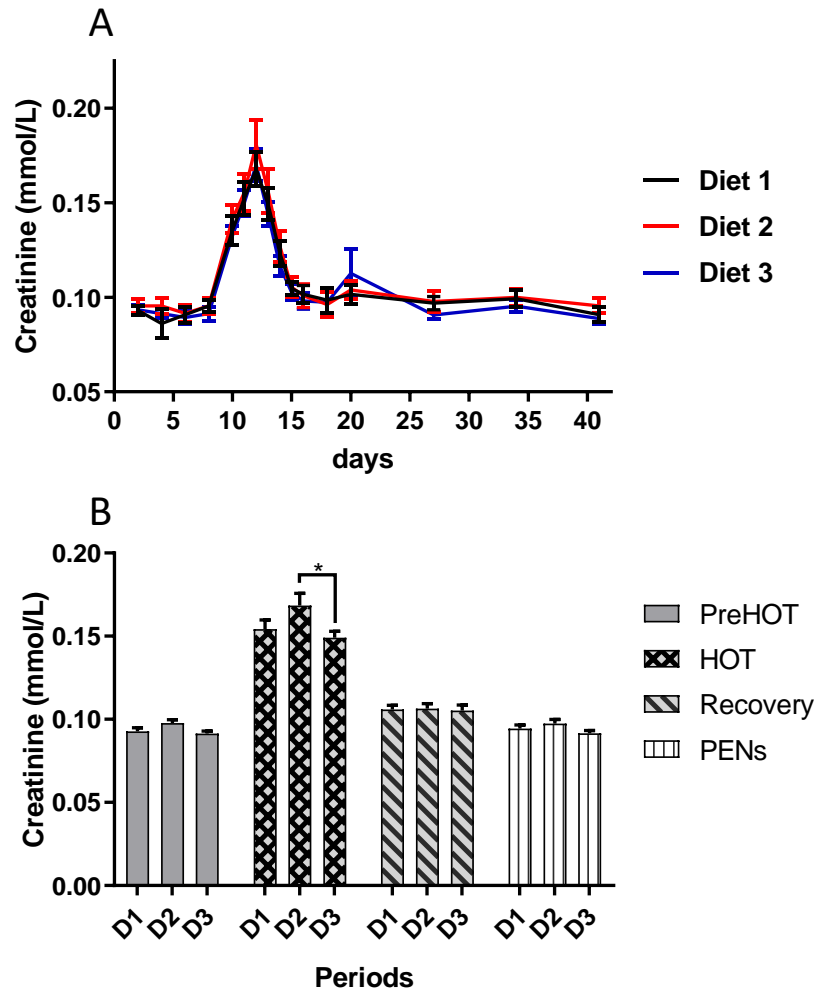 A
Creatinine (mmol/L)
0.20
0.15
0.10
0.05
0 5 10 15 20 25 30 35 40
days
Diet 1
Diet 2
Diet 3
B
Creatinine (mmol/L)
0.20
0.15
0.10
0.05
0.00
*
D1 D2 D3 D1 D2 D3 D1 D2 D3 D1 D2 D3
Periods
PreHOT
HOT
Recovery
PENs